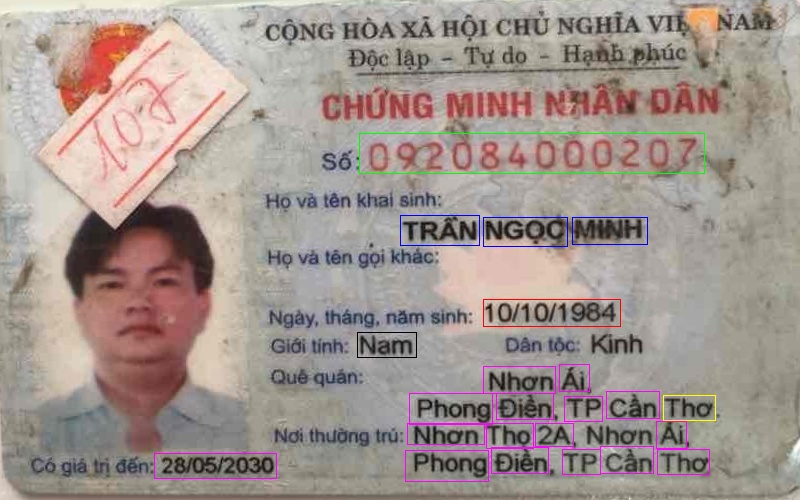 CỘNG HÒA XÃ HỘI CHỦ NGHĨA VIỆT NAM
Độc lập - Tự do - Hạnh phúc
CHỨNG MINH NHÂN DÂN
107
Số: 092084000207
Họ và tên khai sinh:
TRẦN NGỌC MINH
Họ và tên gọi khác:
Ngày, tháng, năm sinh: 10/10/1984
Giới tính: Nam Dân tộc: Kinh
Quê quán: Nhơn Ái,
Phong Điền, TP Cần Thơ.
Nơi thường trú: Nhơn Thọ 2A, Nhơn Ái,
Phong Điền, TP Cần Thơ
Có giá trị đến: 28/05/2030